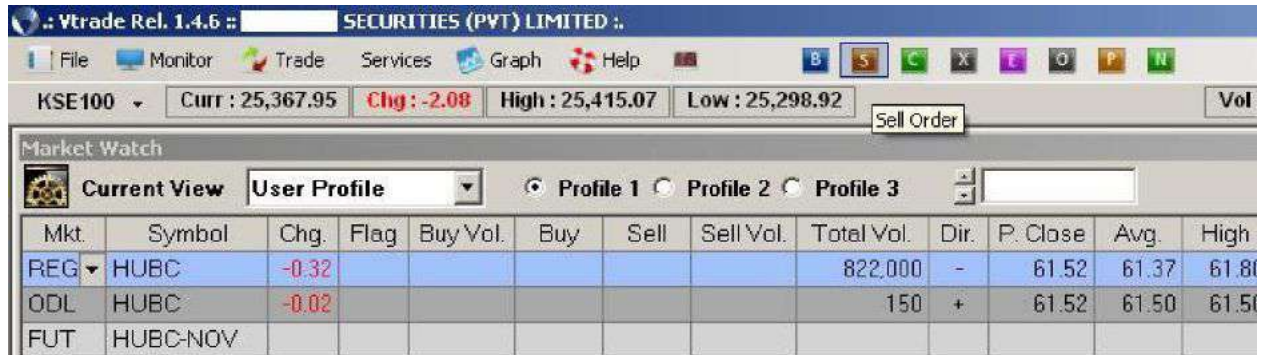 .: Vtrade Rel. 1.4.6 :: SECURITIES (PVT) LIMITED :.
File Monitor Trade Services Graph Help B S C X E O P N
KSE100 Curr : 25,367.95 Chg : -2.08 High : 25,415.07 Low : 25,298.92 Vol
Sell Order
Market Watch
Current View User Profile Profile 1 Profile 2 Profile 3
Mkt. Symbol Chg. Flag Buy Vol. Buy Sell Sell Vol. Total Vol. Dir. P. Close Avg. High
REG HUBC -0.32 822,000 - 61.52 61.37 61.80
ODL HUBC -0.02 150 + 61.52 61.50 61.50
FUT HUBC-NOV